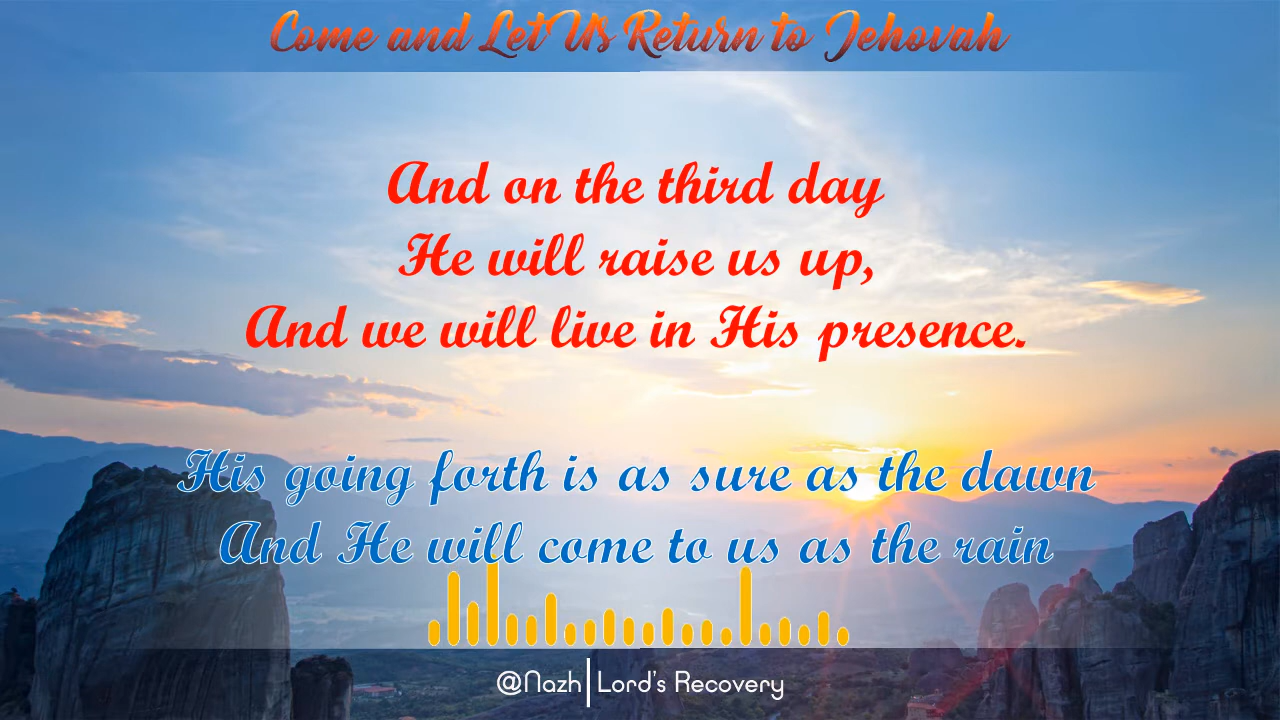 Come and Let Us Return to Jehovah
And on the third day
He will raise us up,
And we will live in His presence.
His going forth is as sure as the dawn
And He will come to us as the rain
@Nazh|Lord's Recovery